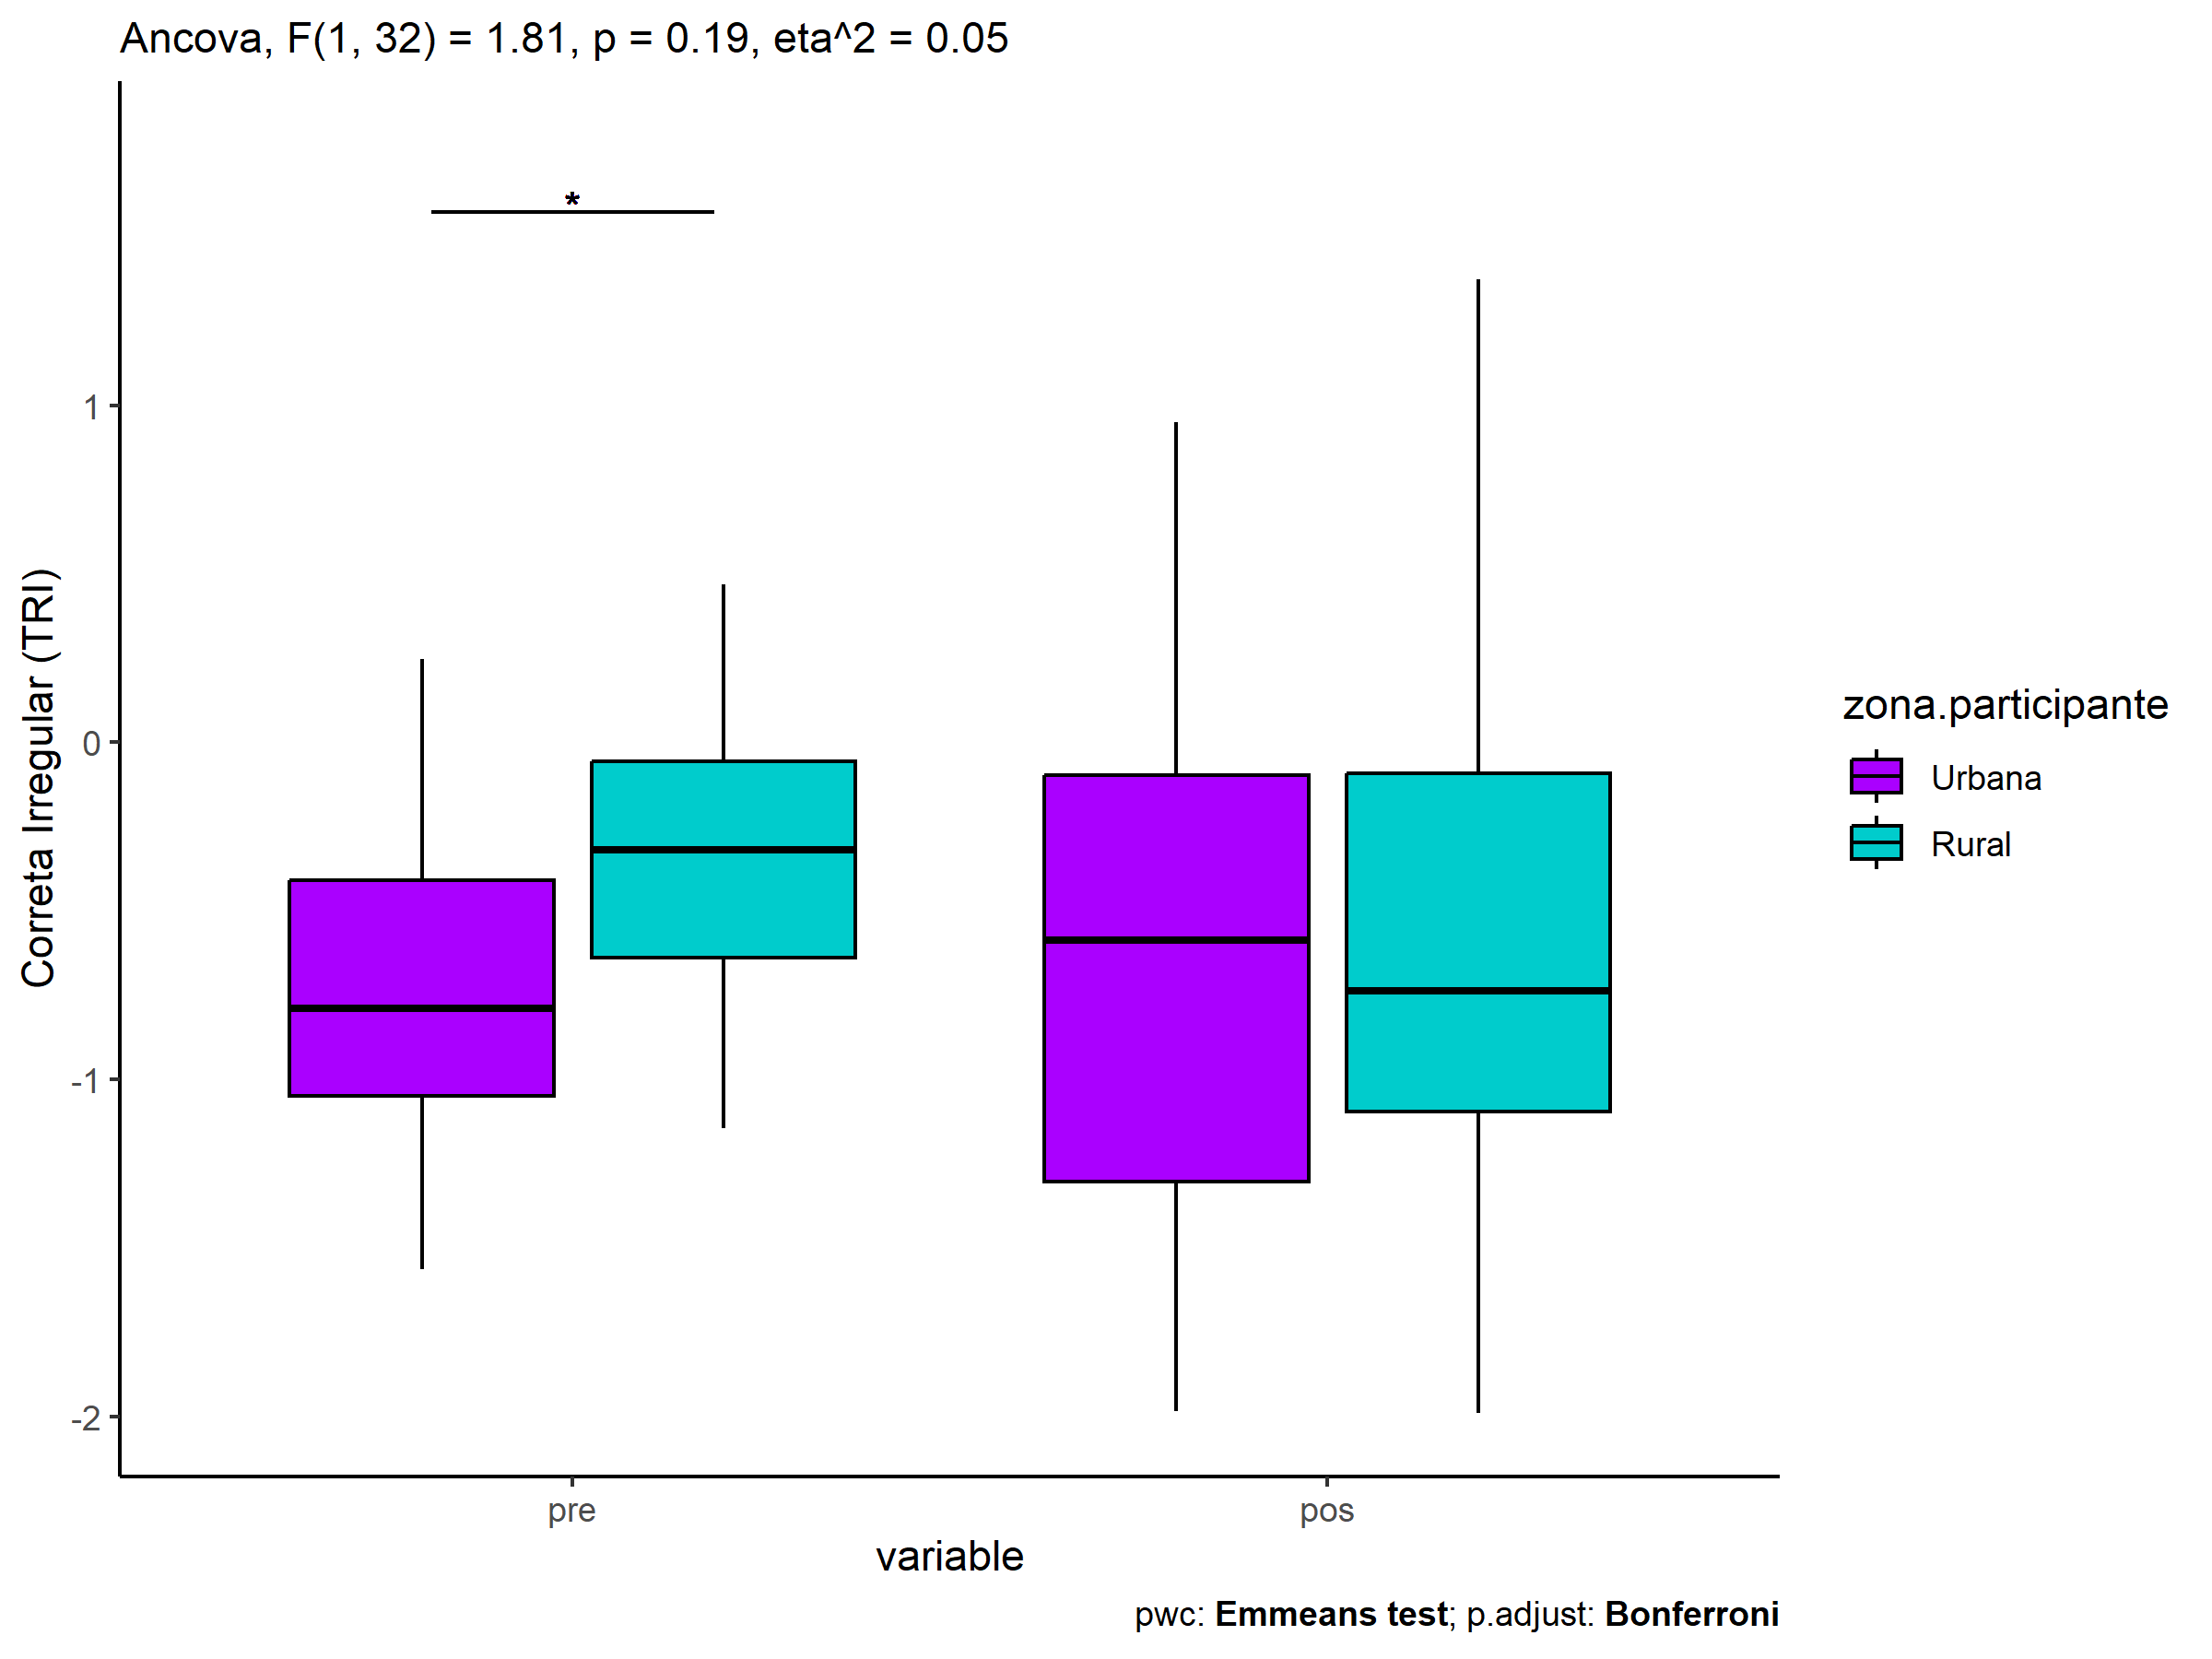 Ancova, F(1, 32) = 1.81, p = 0.19, eta^2 = 0.05
*
Correta Irregular (TRI)
1
0
-1
-2
pre
pos
variable
zona.participante
Urbana
Rural
pwc: Emmeans test; p.adjust: Bonferroni